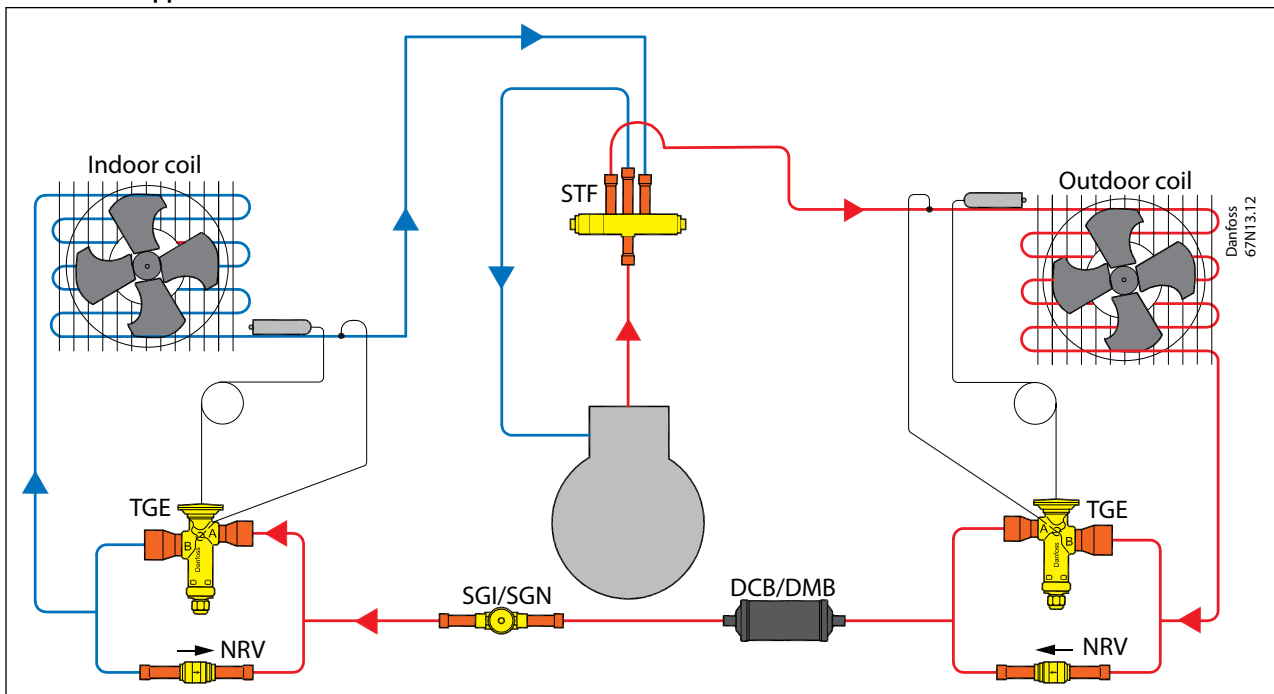 Indoor coil
STF
Outdoor coil
Danfoss
67N13.12
TGE
A
B
Danfoss
TGE
A
B
Danfoss
SGI/SGN
DCB/DMB
NRV
NRV